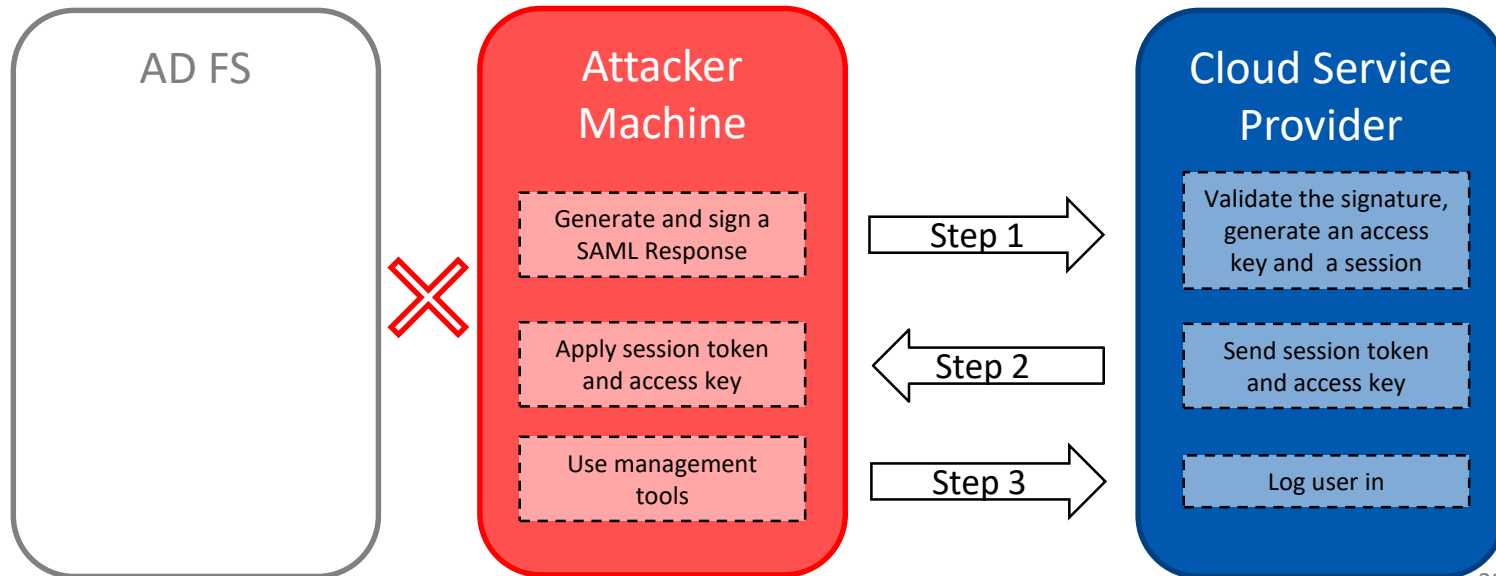 AD FS
Attacker
Machine
Cloud Service
Provider
Generate and sign a
SAML Response
Step 1
Validate the signature,
generate an access
key and a session
Apply session token
and access key
Step 2
Send session token
and access key
Use management
tools
Step 3
Log user in